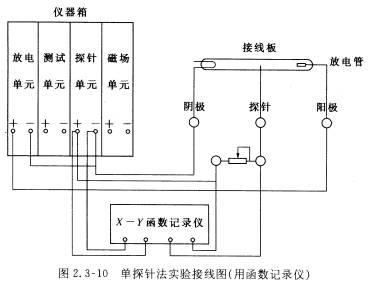 仪器箱
放电 测试 探针 磁场
单元 单元 单元 单元
+ − + − + − + −
接线板
放电管
阴极 探针 阳极
X－Y函数记录仪
图 2.3-10 单探针法实验接线图(用函数记录仪)